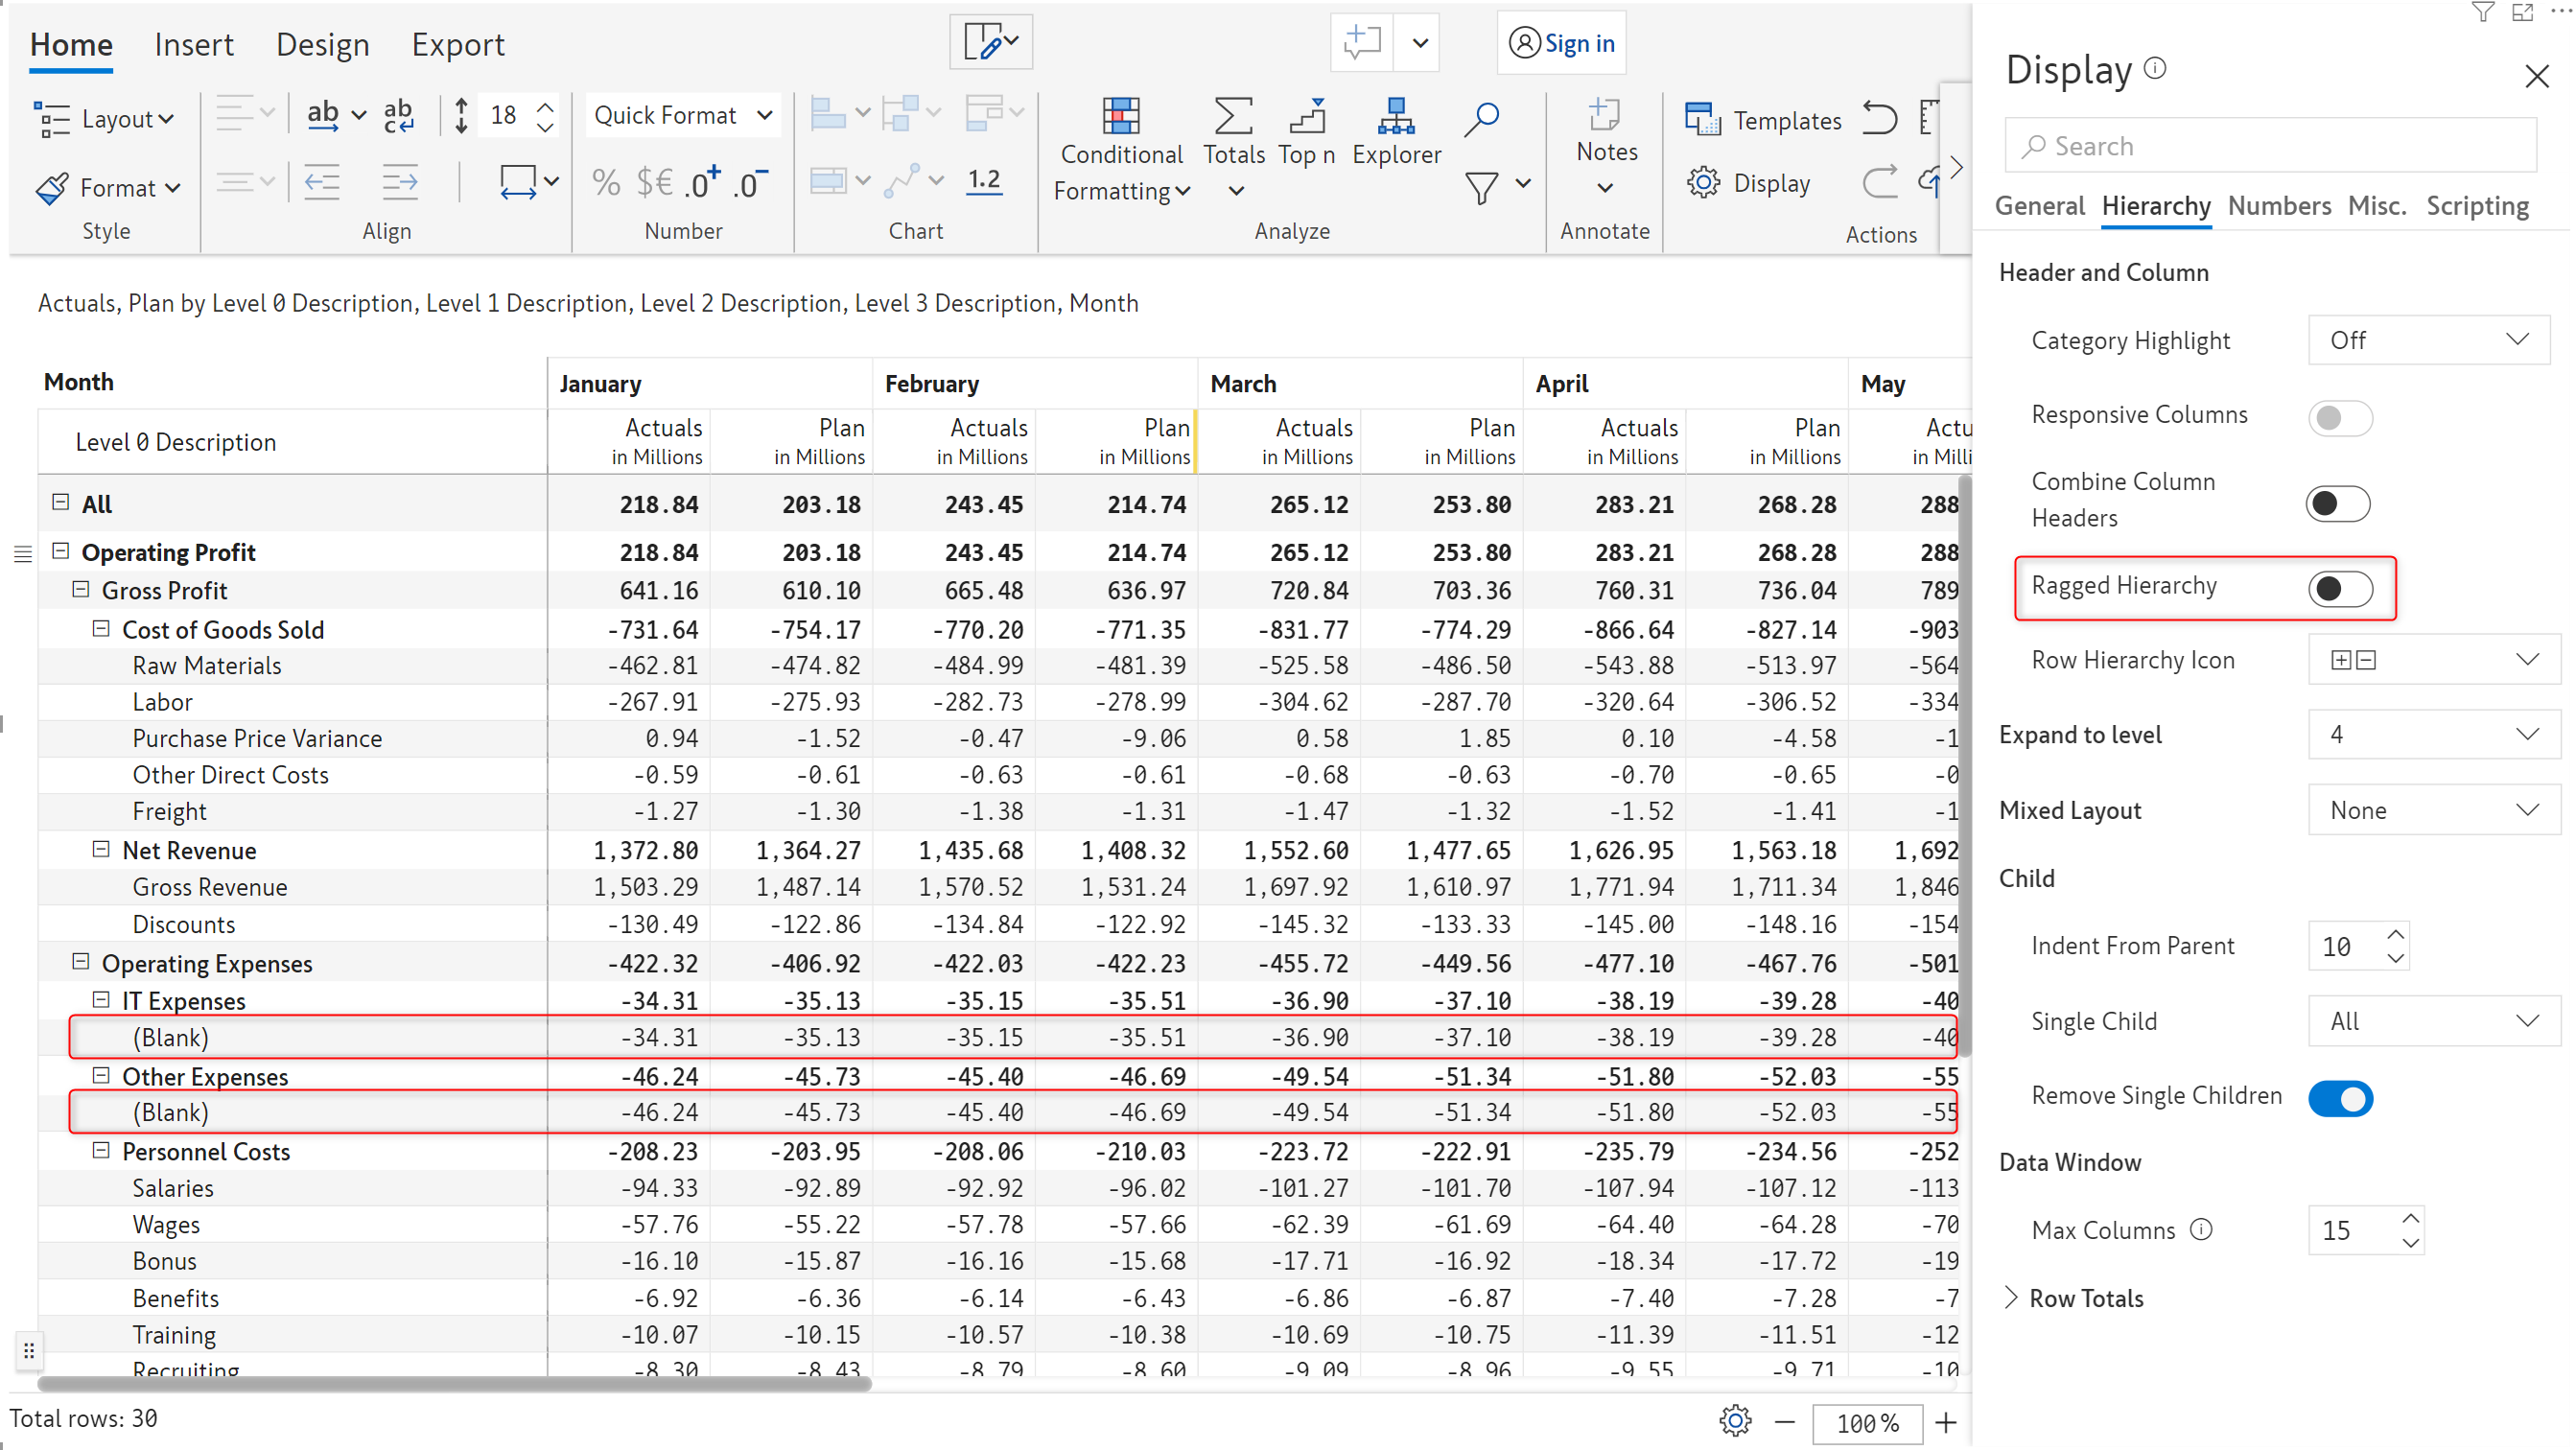 Home Insert Design Export Sign in
Layout ab ab c 18 Quick Format Conditional Formatting Totals Top n Explorer Notes Templates
Format % $€ .0+ .0- 1.2 Display
Style Align Number Chart Analyze Annotate Actions
Actuals, Plan by Level 0 Description, Level 1 Description, Level 2 Description, Level 3 Description, Month
Month January February March April May
Level 0 Description Actuals Plan Actuals Plan Actuals Plan Actuals Plan Actu
in Millions in Millions in Millions in Millions in Millions in Millions in Millions in Millions in Milli
All 218.84 203.18 243.45 214.74 265.12 253.80 283.21 268.28 288
Operating Profit 218.84 203.18 243.45 214.74 265.12 253.80 283.21 268.28 288
Gross Profit 641.16 610.10 665.48 636.97 720.84 703.36 760.31 736.04 789
Cost of Goods Sold -731.64 -754.17 -770.20 -771.35 -831.77 -774.29 -866.64 -827.14 -903
Raw Materials -462.81 -474.82 -484.99 -481.39 -525.58 -486.50 -543.88 -513.97 -564
Labor -267.91 -275.93 -282.73 -278.99 -304.62 -287.70 -320.64 -306.52 -334
Purchase Price Variance 0.94 -1.52 -0.47 -9.06 0.58 1.85 0.10 -4.58 -1
Other Direct Costs -0.59 -0.61 -0.63 -0.61 -0.68 -0.63 -0.70 -0.65 -0
Freight -1.27 -1.30 -1.38 -1.31 -1.47 -1.32 -1.52 -1.41 -1
Net Revenue 1,372.80 1,364.27 1,435.68 1,408.32 1,552.60 1,477.65 1,626.95 1,563.18 1,692
Gross Revenue 1,503.29 1,487.14 1,570.52 1,531.24 1,697.92 1,610.97 1,771.94 1,711.34 1,846
Discounts -130.49 -122.86 -134.84 -122.92 -145.32 -133.33 -145.00 -148.16 -154
Operating Expenses -422.32 -406.92 -422.03 -422.23 -455.72 -449.56 -477.10 -467.76 -501
IT Expenses -34.31 -35.13 -35.15 -35.51 -36.90 -37.10 -38.19 -39.28 -40
(Blank) -34.31 -35.13 -35.15 -35.51 -36.90 -37.10 -38.19 -39.28 -40
Other Expenses -46.24 -45.73 -45.40 -46.69 -49.54 -51.34 -51.80 -52.03 -55
(Blank) -46.24 -45.73 -45.40 -46.69 -49.54 -51.34 -51.80 -52.03 -55
Personnel Costs -208.23 -203.95 -208.06 -210.03 -223.72 -222.91 -235.79 -234.56 -252
Salaries -94.33 -92.89 -92.92 -96.02 -101.27 -101.70 -107.94 -107.12 -113
Wages -57.76 -55.22 -57.78 -57.66 -62.39 -61.69 -64.40 -64.28 -70
Bonus -16.10 -15.87 -16.16 -15.68 -17.71 -16.92 -18.34 -17.72 -19
Benefits -6.92 -6.36 -6.14 -6.43 -6.86 -6.87 -7.40 -7.28 -7
Training -10.07 -10.15 -10.57 -10.38 -10.69 -10.75 -11.39 -11.51 -12
Recruiting -8.30 -8.43 -8.79 -8.60 -9.09 -8.96 -9.55 -9.71 -10
Total rows: 30 100%
Display
Search
General Hierarchy Numbers Misc. Scripting
Header and Column
Category Highlight Off
Responsive Columns
Combine Column
Headers
Ragged Hierarchy
Row Hierarchy Icon
Expand to level 4
Mixed Layout None
Child
Indent From Parent 10
Single Child All
Remove Single Children
Data Window
Max Columns 15
Row Totals